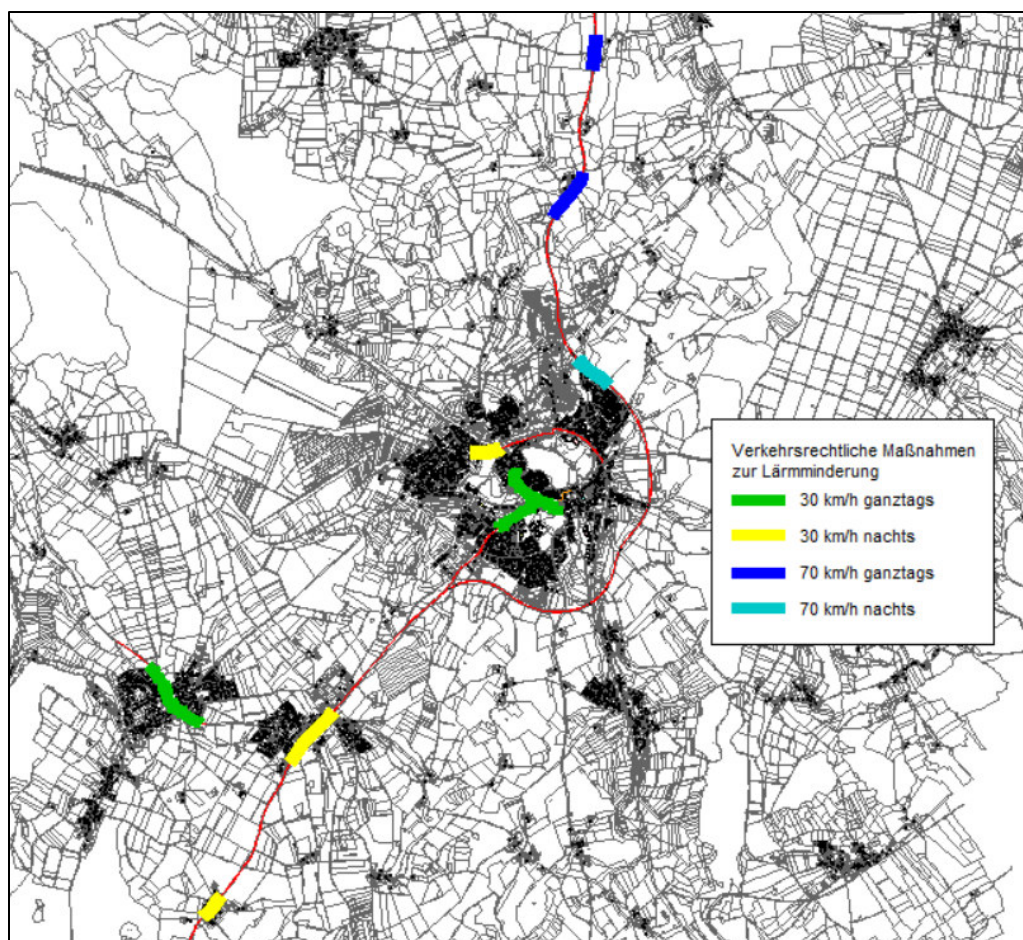 Verkehrsrechtliche Maßnahmen
zur Lärmminderung
30 km/h ganztags
30 km/h nachts
70 km/h ganztags
70 km/h nachts